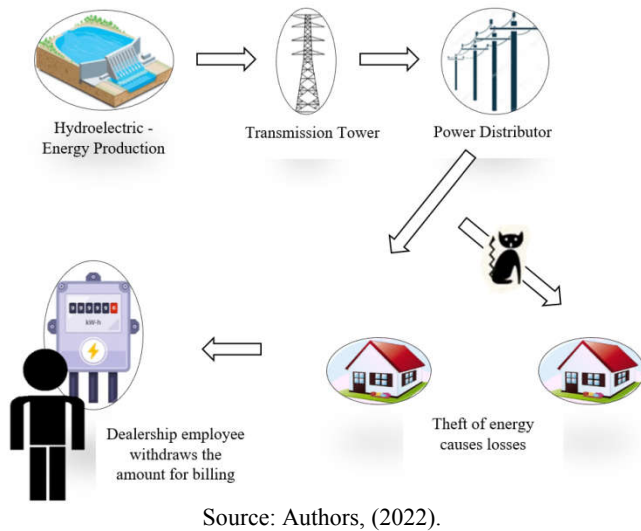 Hydroelectric -
Energy Production
Transmission Tower
Power Distributor
kW-h
Dealership employee
withdraws the
amount for billing
Theft of energy
causes losses
Source: Authors, (2022).